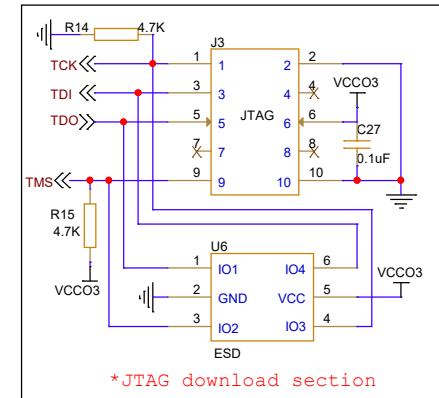 R14 4.7K
J3
TCK 1 1 2 2
VCCO3
TDI 3 3 4 4
TDO 5 5 JTAG 6 6
C27
7 7 8 8
0.1uF
TMS 9 9 10 10
R15
4.7K
U6
VCCO3
1 IO1 IO4 6
VCCO3
2 GND VCC 5
3 IO2 IO3 4
ESD
*JTAG download section